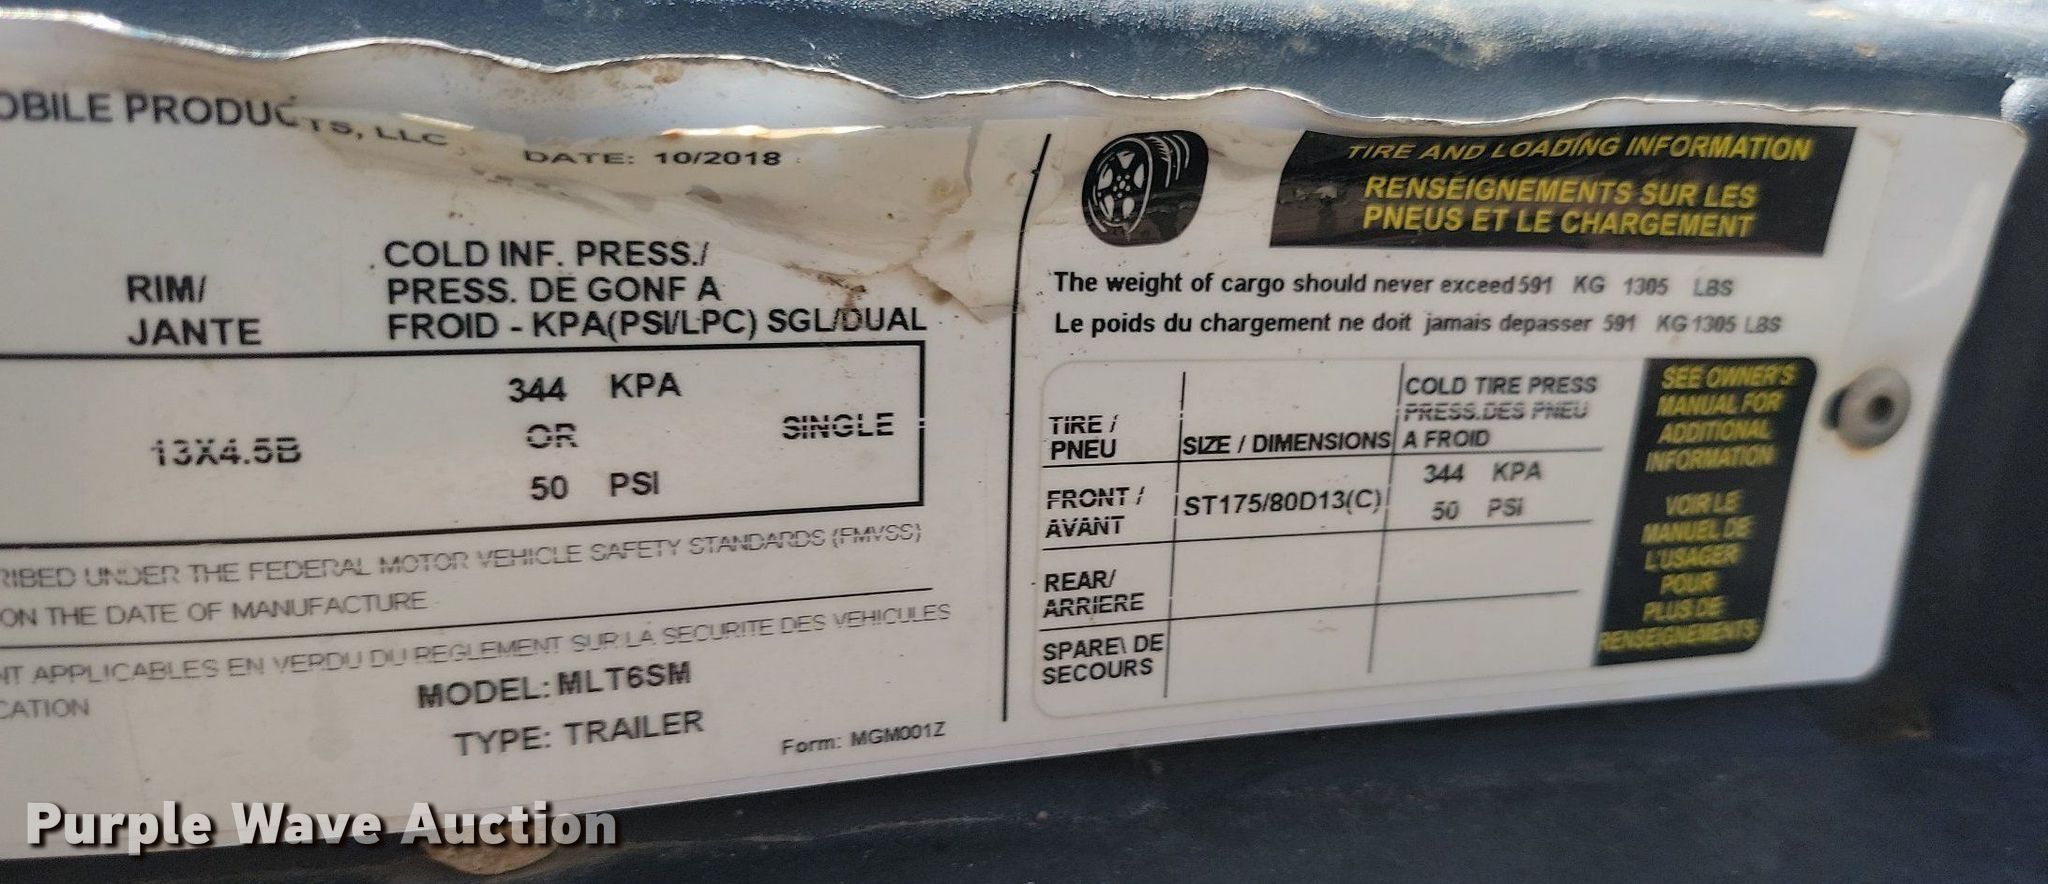 OBILE PRODUCTS, LLC
DATE: 10/2018
RIM/
JANTE
COLD INF. PRESS./
PRESS. DE GONF A
FROID - KPA(PSI/LPC) SGL/DUAL
13X4.5B
344 KPA
OR
50 PSI
SINGLE
RIBED UNDER THE FEDERAL MOTOR VEHICLE SAFETY STANDARDS (FMVSS)
ON THE DATE OF MANUFACTURE
NT APPLICABLES EN VERDU DU REGLEMENT SUR LA SECURITE DES VEHICULES
CATION
MODEL: MLT6SM
TYPE: TRAILER
Form: MGM001Z
TIRE AND LOADING INFORMATION
RENSEIGNEMENTS SUR LES
PNEUS ET LE CHARGEMENT
The weight of cargo should never exceed 591 KG 1305 LBS
Le poids du chargement ne doit jamais depasser 591 KG 1305 LBS
TIRE /
PNEU
SIZE / DIMENSIONS
COLD TIRE PRESS
PRESS.DES PNEU
A FROID
FRONT /
AVANT
ST175/80D13(C)
344 KPA
50 PSI
REAR/
ARRIERE
SPARE\ DE
SECOURS
SEE OWNER'S
MANUAL FOR
ADDITIONAL
INFORMATION
VOIR LE
MANUEL DE
L'USAGER
POUR
PLUS DE
RENSEIGNEMENTS
Purple Wave Auction